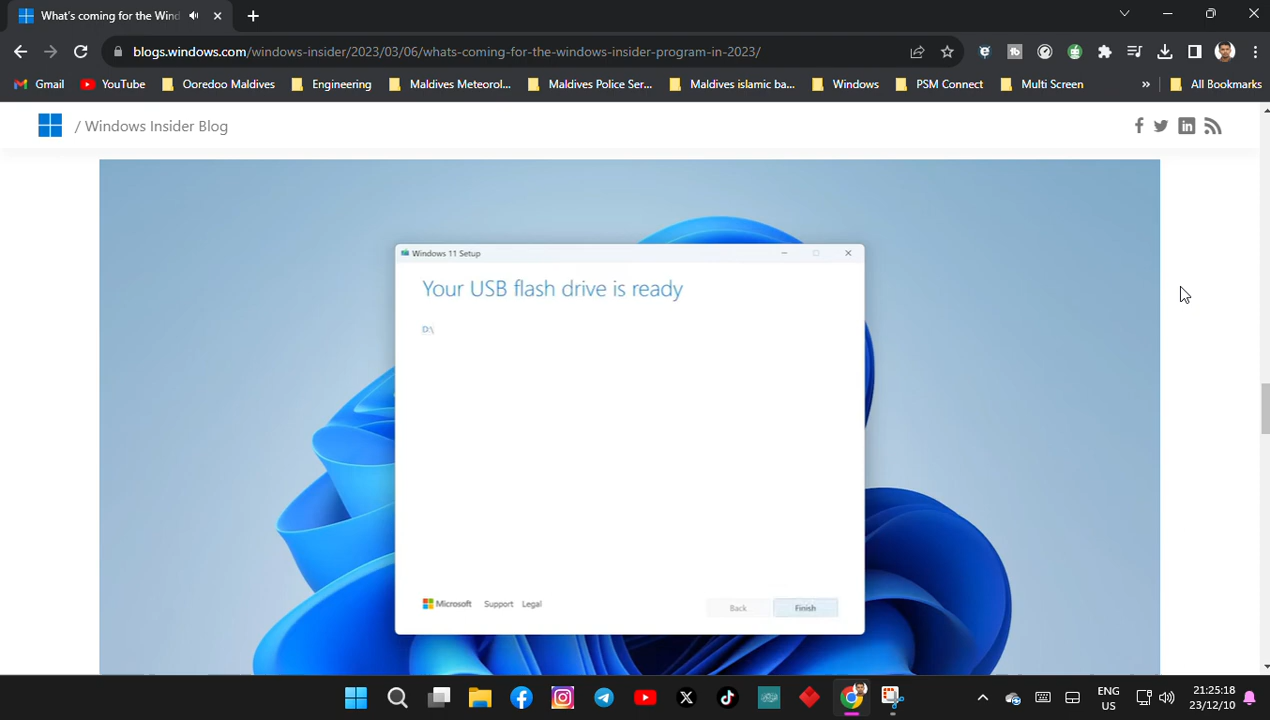 What's coming for the Wind
blogs.windows.com/windows-insider/2023/03/06/whats-coming-for-the-windows-insider-program-in-2023/
Gmail YouTube Ooredoo Maldives Engineering Maldives Meteorol... Maldives Police Ser... Maldives islamic ba... Windows PSM Connect Multi Screen » All Bookmarks
/ Windows Insider Blog
Windows 11 Setup
Your USB flash drive is ready
D:\
Microsoft Support Legal Back Finish
ENG 21:25:18
US 23/12/10